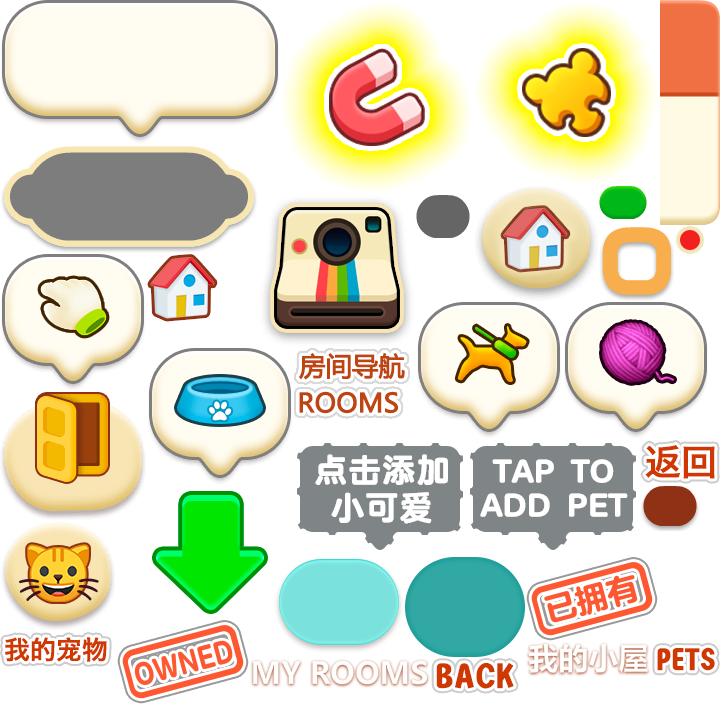 房间导航
ROOMS
点击添加
小可爱
TAP TO
ADD PET
返回
已拥有
我的宠物
OWNED
MY ROOMS
BACK
我的小屋
PETS